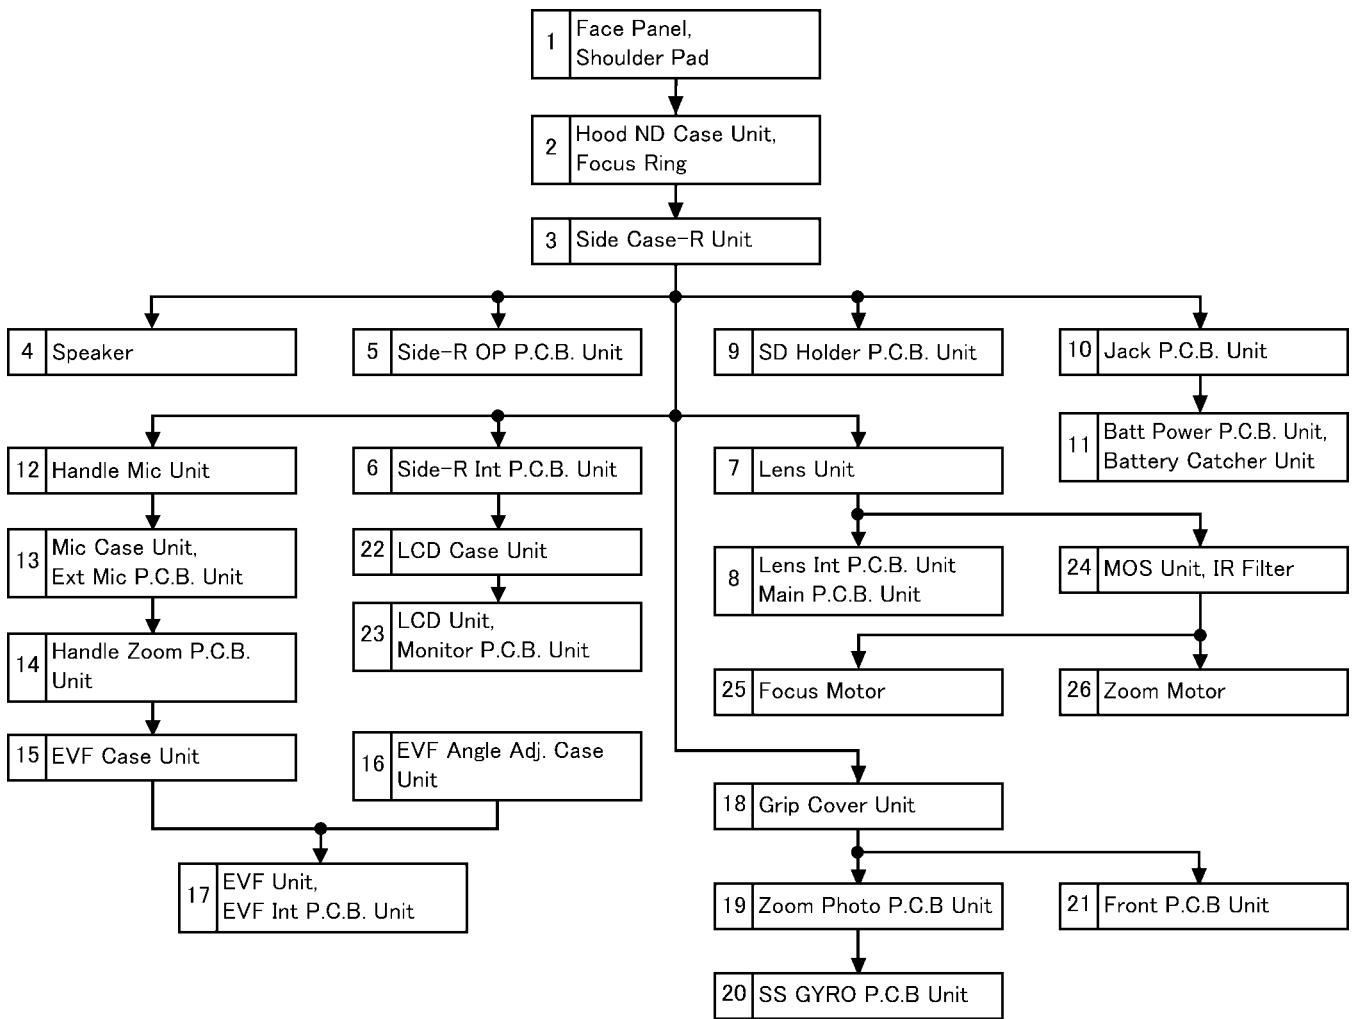 1
Face Panel,
Shoulder Pad
2
Hood ND Case Unit,
Focus Ring
3
Side Case-R Unit
4
Speaker
5
Side-R OP P.C.B. Unit
9
SD Holder P.C.B. Unit
10
Jack P.C.B. Unit
11
Batt Power P.C.B. Unit,
Battery Catcher Unit
12
Handle Mic Unit
6
Side-R Int P.C.B. Unit
7
Lens Unit
13
Mic Case Unit,
Ext Mic P.C.B. Unit
22
LCD Case Unit
8
Lens Int P.C.B. Unit
Main P.C.B. Unit
24
MOS Unit, IR Filter
14
Handle Zoom P.C.B.
Unit
23
LCD Unit,
Monitor P.C.B. Unit
25
Focus Motor
26
Zoom Motor
15
EVF Case Unit
16
EVF Angle Adj. Case
Unit
18
Grip Cover Unit
17
EVF Unit,
EVF Int P.C.B. Unit
19
Zoom Photo P.C.B Unit
21
Front P.C.B Unit
20
SS GYRO P.C.B Unit